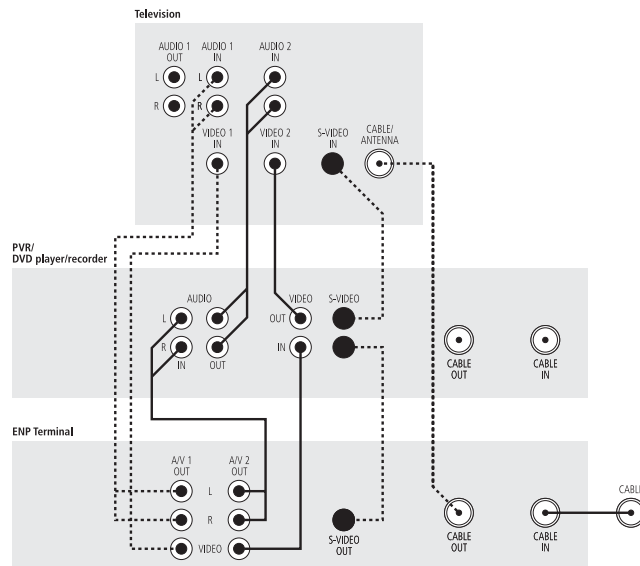 Television
AUDIO 1 OUT
AUDIO 1 IN
AUDIO 2 IN
L
L
R
R
VIDEO 1 IN
VIDEO 2 IN
S-VIDEO IN
CABLE/ ANTENNA
PVR/
DVD player/recorder
AUDIO
VIDEO
S-VIDEO
L
OUT
R
IN
IN
OUT
CABLE OUT
CABLE IN
ENP Terminal
A/V 1 OUT
A/V 2 OUT
L
R
VIDEO
S-VIDEO OUT
CABLE OUT
CABLE IN
CABLE